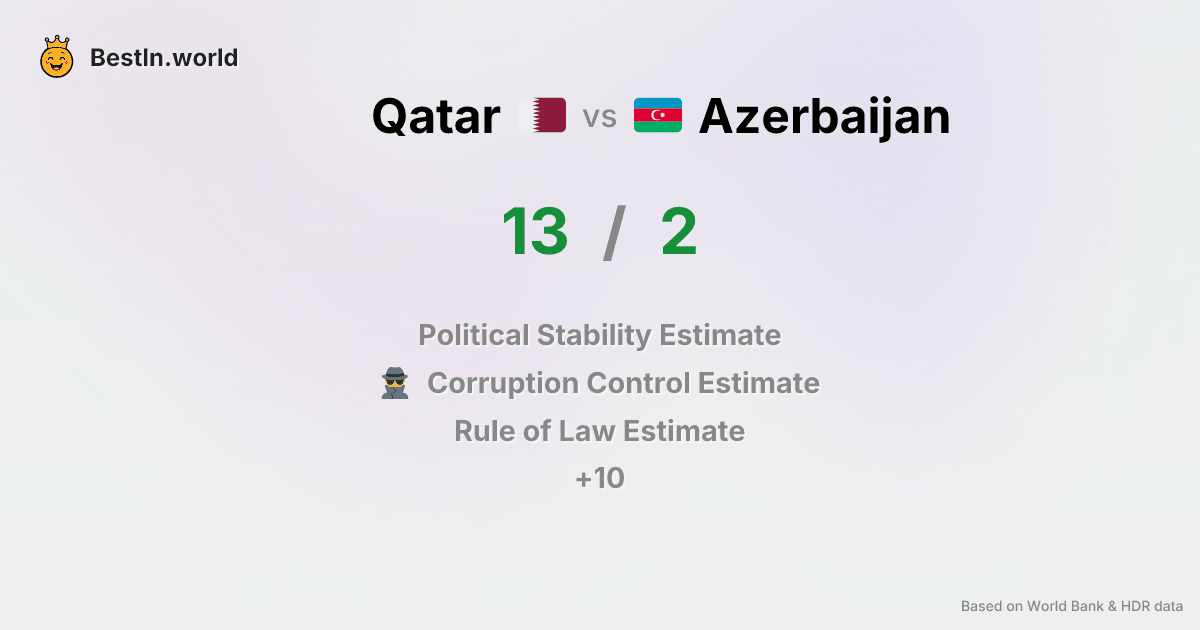 BestIn.world
Qatar vs Azerbaijan
13 / 2
Political Stability Estimate
Corruption Control Estimate
Rule of Law Estimate
+10
Based on World Bank & HDR data